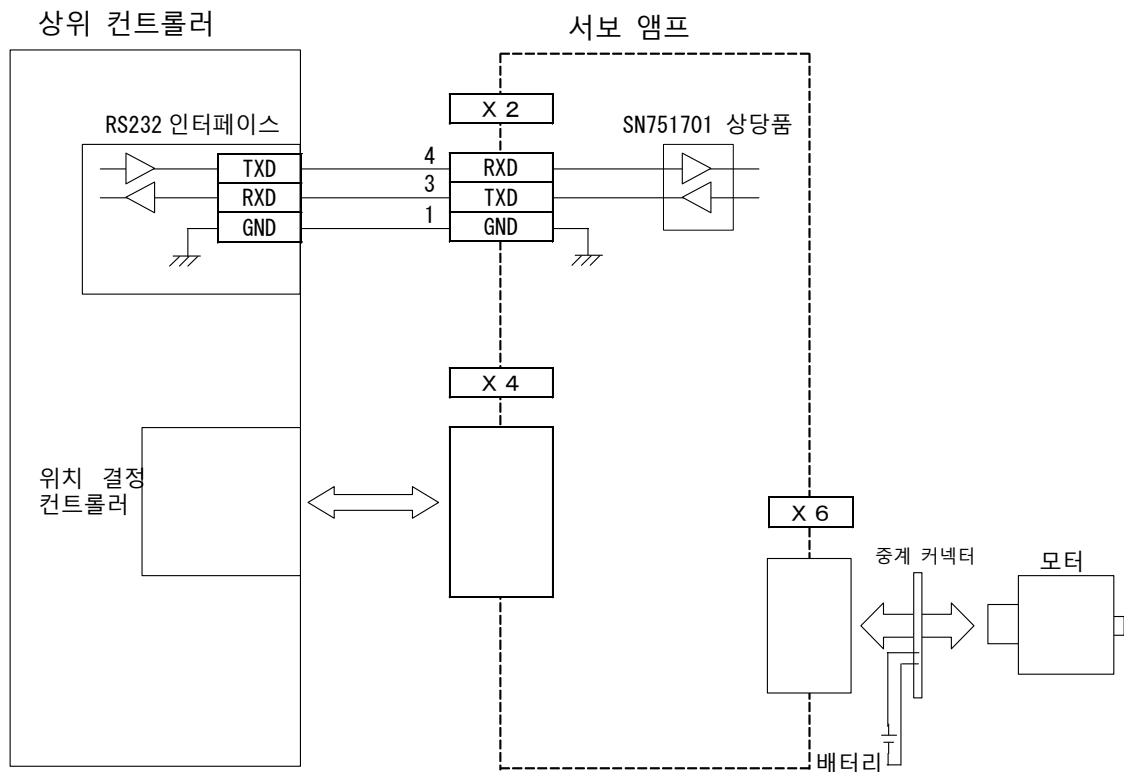 상위 컨트롤러
서보 앰프
X 2
RS232 인터페이스
SN751701 상당품
TXD
4
RXD
RXD
3
TXD
GND
1
GND
X 4
위치 결정
컨트롤러
X 6
중계 커넥터
모터
배터리